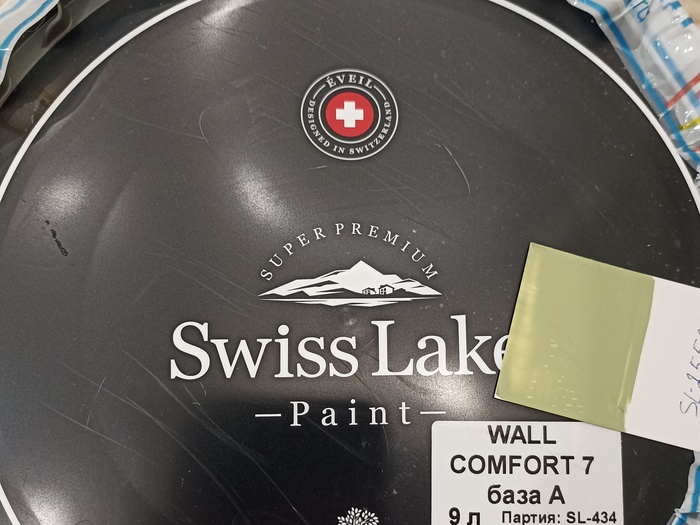 ÉVEIL
DESIGNED IN SWITZERLAND
SUPER PREMIUM
Swiss Lake
—Paint—
WALL
COMFORT 7
база А
9 л Партия: SL-434